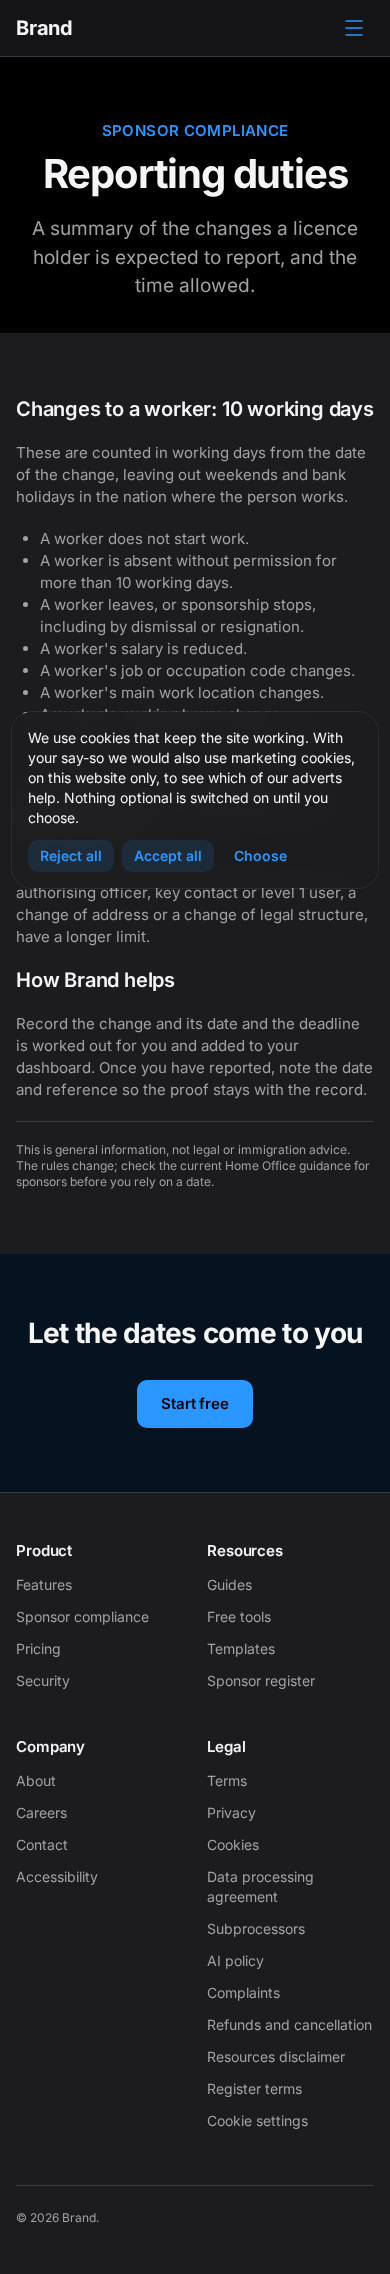 Brand
SPONSOR COMPLIANCE
Reporting duties
A summary of the changes a licence
holder is expected to report, and the
time allowed.
Changes to a worker: 10 working days
These are counted in working days from the date
of the change, leaving out weekends and bank
holidays in the nation where the person works.
• A worker does not start work.
• A worker is absent without permission for
more than 10 working days.
• A worker leaves, or sponsorship stops,
including by dismissal or resignation.
• A worker's salary is reduced.
• A worker's job or occupation code changes.
• A worker's main work location changes.
We use cookies that keep the site working. With
your say-so we would also use marketing cookies,
on this website only, to see which of our adverts
help. Nothing optional is switched on until you
choose.
Reject all
Accept all
Choose
authorising officer, key contact or level 1 user, a
change of address or a change of legal structure,
have a longer limit.
How Brand helps
Record the change and its date and the deadline
is worked out for you and added to your
dashboard. Once you have reported, note the date
and reference so the proof stays with the record.
This is general information, not legal or immigration advice.
The rules change; check the current Home Office guidance for
sponsors before you rely on a date.
Let the dates come to you
Start free
Product
Features
Sponsor compliance
Pricing
Security
Resources
Guides
Free tools
Templates
Sponsor register
Company
About
Careers
Contact
Accessibility
Legal
Terms
Privacy
Cookies
Data processing
agreement
Subprocessors
AI policy
Complaints
Refunds and cancellation
Resources disclaimer
Register terms
Cookie settings
© 2026 Brand.